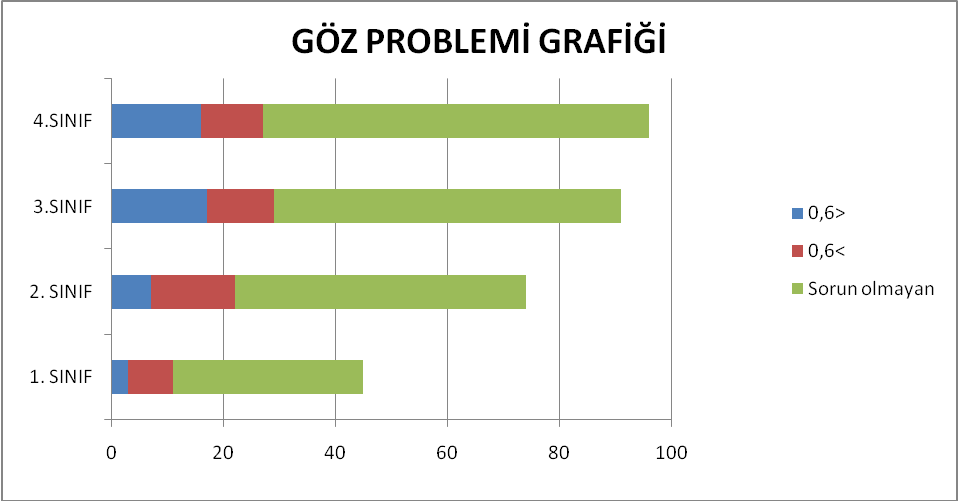 GÖZ PROBLEMİ GRAFİĞİ
4.SINIF
3.SINIF
2. SINIF
1. SINIF
0 20 40 60 80 100
0,6>
0,6<
Sorun olmayan